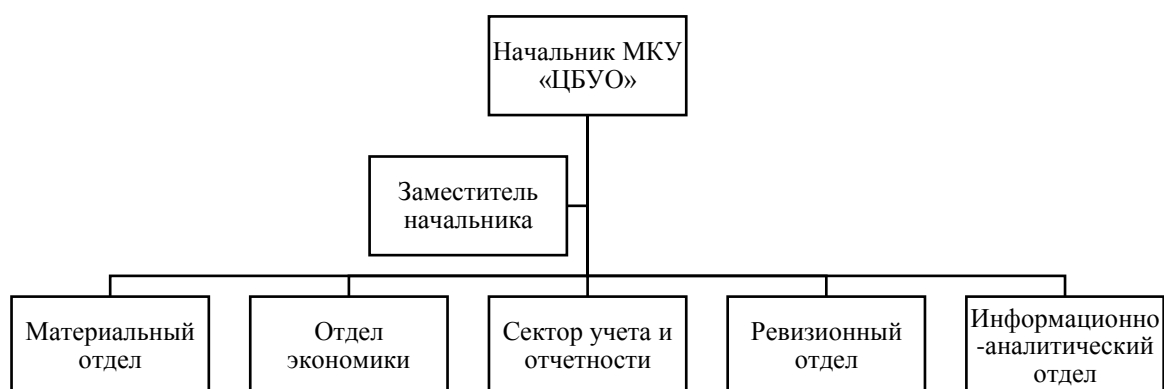 Начальник МКУ
«ЦБУО»
Заместитель
начальника
Материальный
отдел
Отдел
экономики
Сектор учета и
отчетности
Ревизионный
отдел
Информационно
-аналитический
отдел